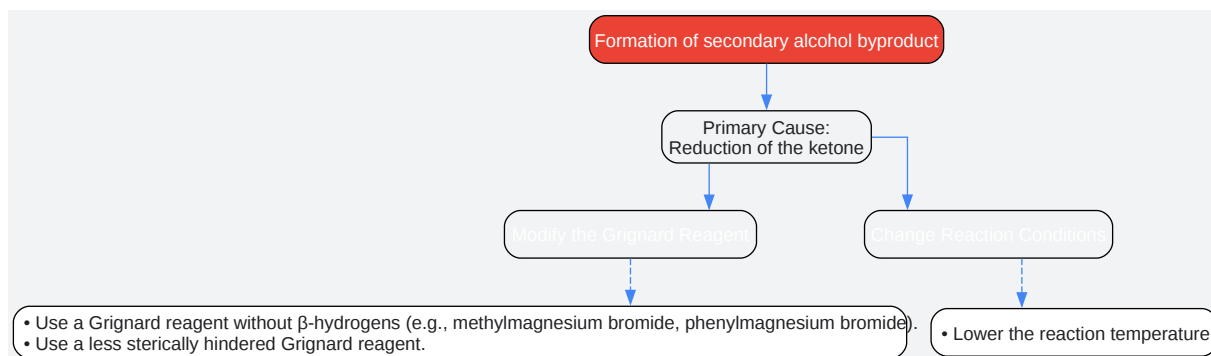 Formation of secondary alcohol byproduct
Primary Cause:
Reduction of the ketone
Modify the Grignard Reagent
Change Reaction Conditions
• Use a Grignard reagent without β-hydrogens (e.g., methylmagnesium bromide, phenylmagnesium bromide).
• Use a less sterically hindered Grignard reagent.
• Lower the reaction temperature